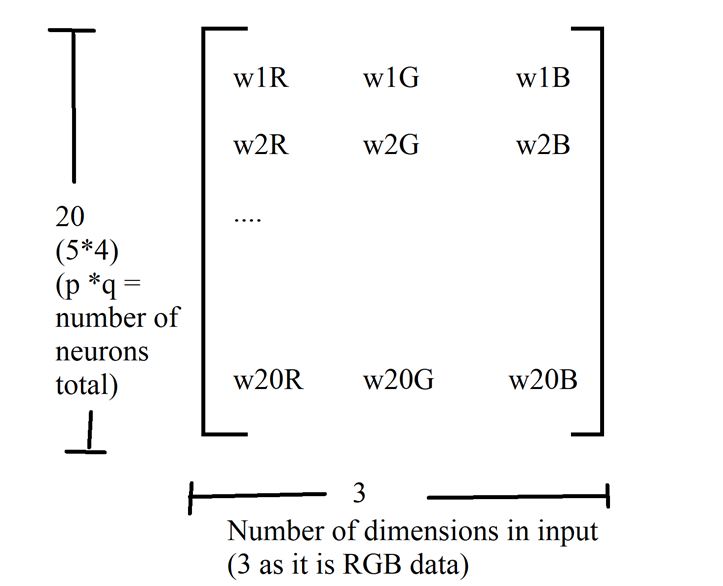 w1R w1G w1B
w2R w2G w2B
....
w20R w20G w20B
20
(5*4)
(p *q =
number of
neurons
total)
3
Number of dimensions in input
(3 as it is RGB data)